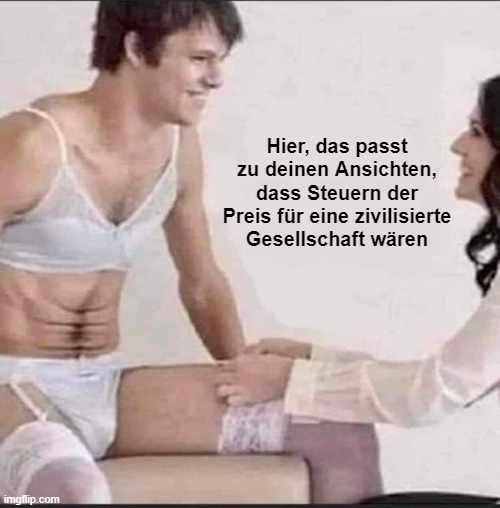 Hier, das passt
zu deinen Ansichten,
dass Steuern der
Preis für eine zivilisierte
Gesellschaft wären
imgflip.com